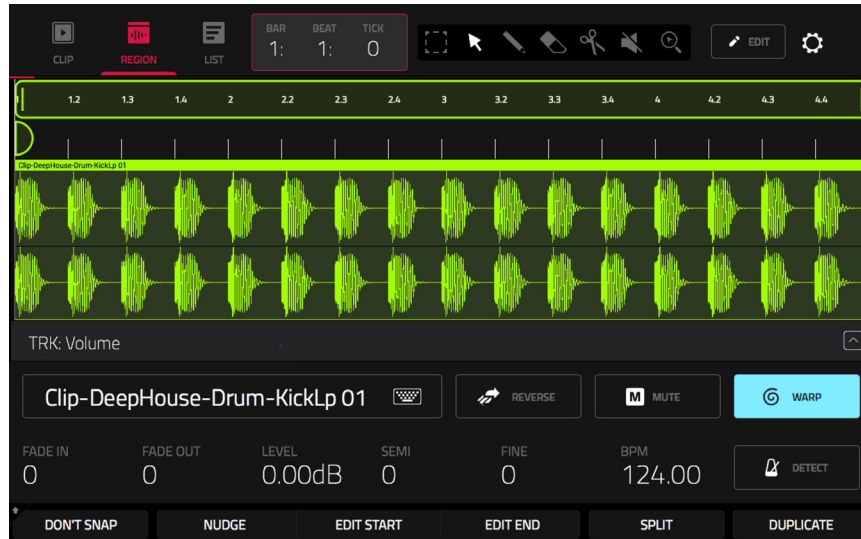 CLIP REGION LIST
BAR BEAT TICK
1: 1: 0
EDIT
1 1.2 1.3 1.4 2 2.2 2.3 2.4 3 3.2 3.3 3.4 4 4.2 4.3 4.4
Clip-DeepHouse-Drum-KickLp 01
TRK: Volume
Clip-DeepHouse-Drum-KickLp 01 REVERSE M MUTE WARP
FADE IN FADE OUT LEVEL SEMI FINE BPM
0 0 0.00dB 0 0 124.00 DETECT
DON'T SNAP NUDGE EDIT START EDIT END SPLIT DUPLICATE